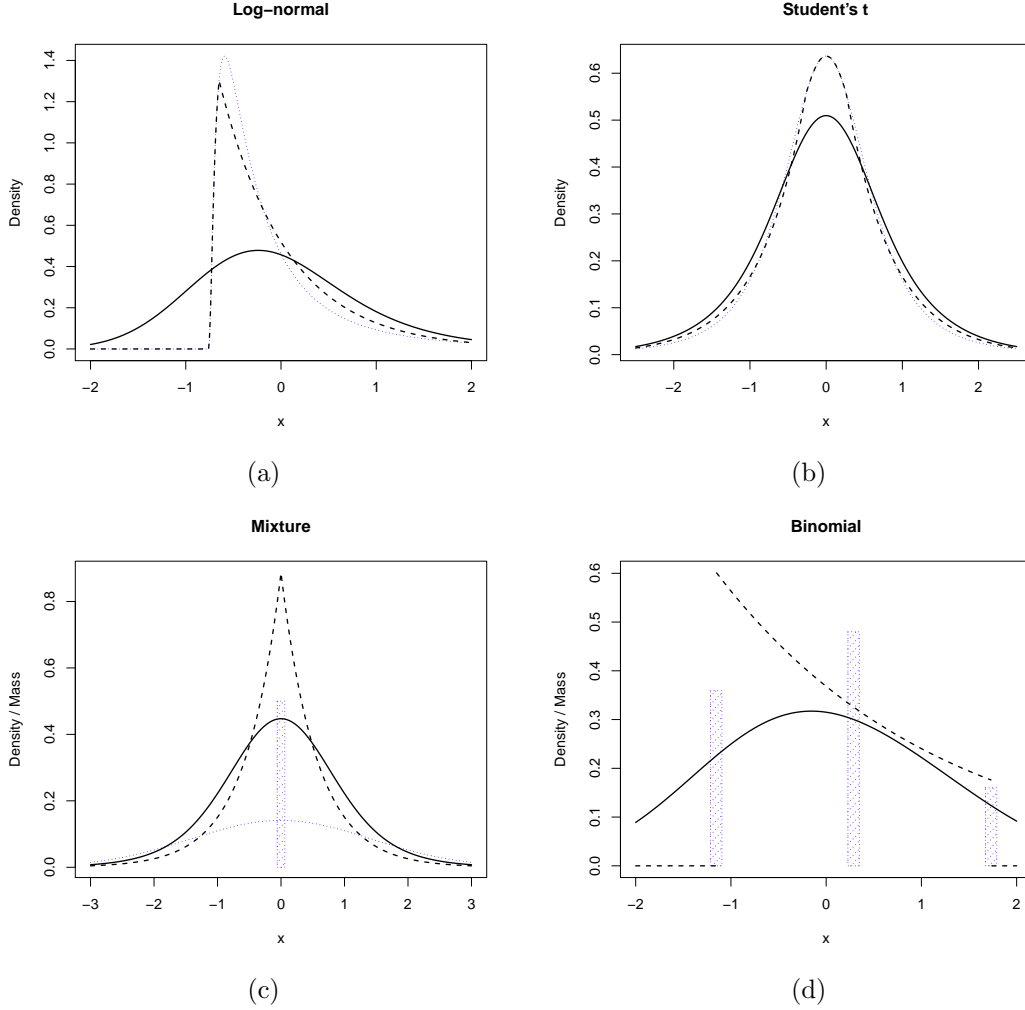 Log−normal
Density
0.0 0.2 0.4 0.6 0.8 1.0 1.2 1.4
−2 −1 0 1 2
x
(a)
Student's t
Density
0.0 0.1 0.2 0.3 0.4 0.5 0.6
−2 −1 0 1 2
x
(b)
Mixture
Density / Mass
0.0 0.2 0.4 0.6 0.8
−3 −2 −1 0 1 2 3
x
(c)
Binomial
Density / Mass
0.0 0.1 0.2 0.3 0.4 0.5 0.6
−2 −1 0 1 2
x
(d)